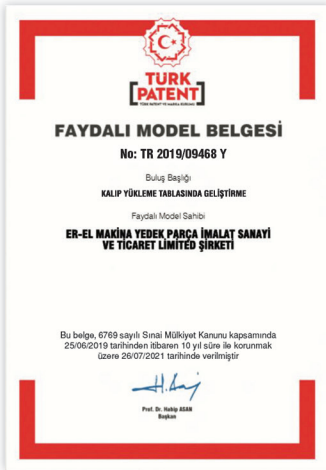 TÜRK
PATENT
TÜRK PATENT VE MARKA KURUMU
FAYDALI MODEL BELGESİ
No: TR 2019/09468 Y
Buluş Başlığı
KALIP YÜKLEME TABLASINDA GELİŞTİRME
Faydalı Model Sahibi
ER-EL MAKİNA YEDEK PARÇA İMALAT SANAYİ
VE TİCARET LİMİTED ŞİRKETİ
Bu belge, 6769 sayılı Sınai Mülkiyet Kanunu kapsamında
25/06/2019 tarihinden itibaren 10 yıl süre ile korunmak
üzere 26/07/2021 tarihinde verilmiştir
Prof. Dr. Habip ASAN
Başkan